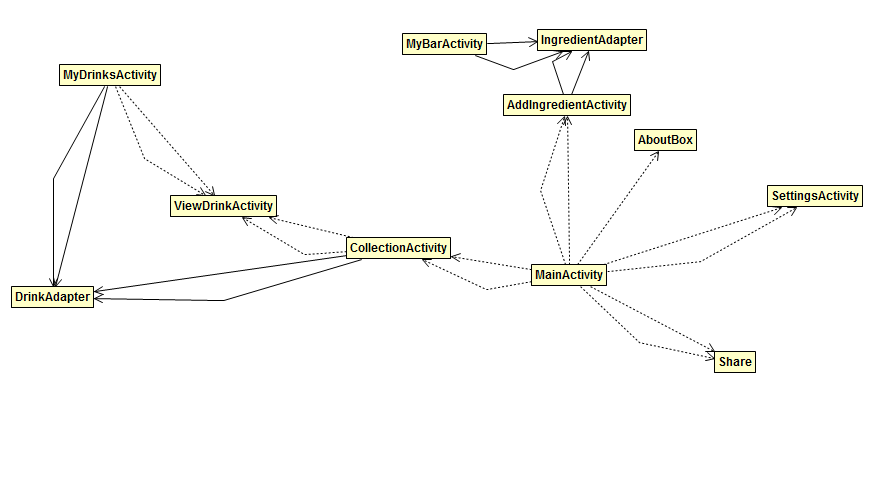 MyBarActivity
IngredientAdapter
MyDrinksActivity
AddIngredientActivity
AboutBox
SettingsActivity
ViewDrinkActivity
CollectionActivity
MainActivity
DrinkAdapter
Share